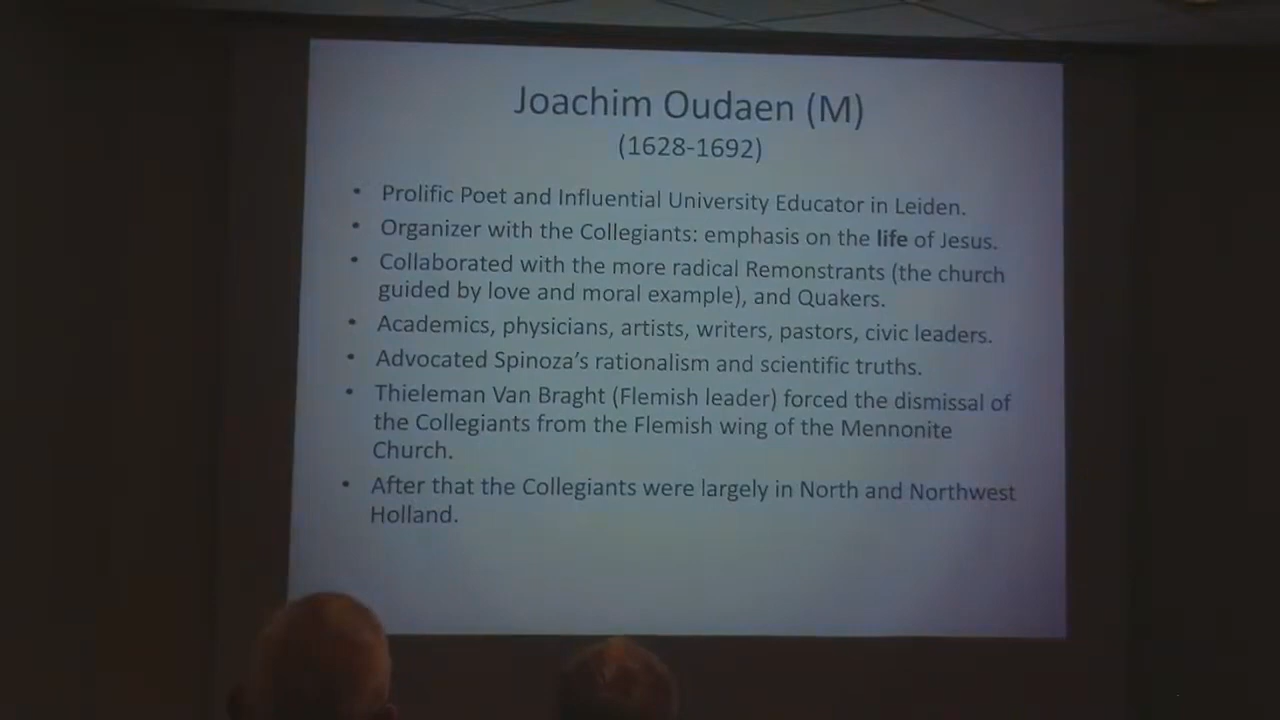 Joachim Oudaen (M)
(1628-1692)
• Prolific Poet and Influential University Educator in Leiden.
• Organizer with the Collegiants: emphasis on the life of Jesus.
• Collaborated with the more radical Remonstrants (the church
guided by love and moral example), and Quakers.
• Academics, physicians, artists, writers, pastors, civic leaders.
• Advocated Spinoza's rationalism and scientific truths.
• Thieleman Van Braght (Flemish leader) forced the dismissal of
the Collegiants from the Flemish wing of the Mennonite
Church.
• After that the Collegiants were largely in North and Northwest
Holland.